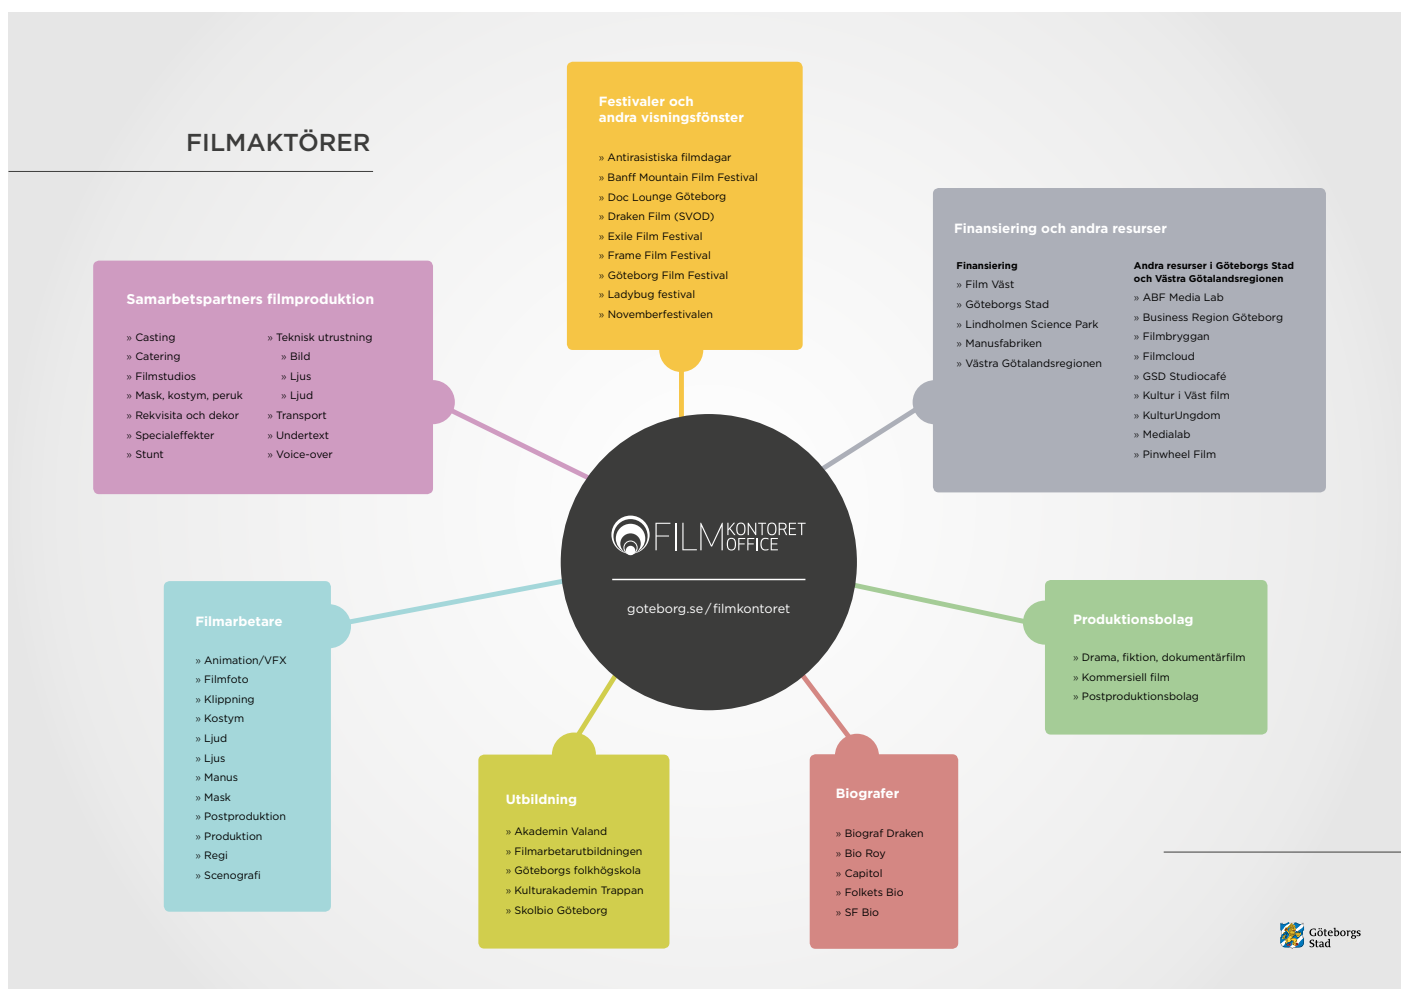 FILMAKTÖRER
Festivaler och
andra visningsfönster
» Antirasistiska filmdagar
» Banff Mountain Film Festival
» Doc Lounge Göteborg
» Draken Film (SVOD)
» Exile Film Festival
» Frame Film Festival
» Göteborg Film Festival
» Ladybug festival
» Novemberfestivalen
Finansiering och andra resurser
Finansiering
» Film Väst
» Göteborgs Stad
» Lindholmen Science Park
» Manusfabriken
» Västra Götalandsregionen
Andra resurser i Göteborgs Stad
och Västra Götalandsregionen
» ABF Media Lab
» Business Region Göteborg
» Filmbryggan
» Filmcloud
» GSD Studiocafé
» Kultur i Väst film
» KulturUngdom
» Medialab
» Pinwheel Film
Samarbetspartners filmproduktion
» Casting
» Catering
» Filmstudios
» Mask, kostym, peruk
» Rekvisita och dekor
» Specialeffekter
» Stunt
» Teknisk utrustning
» Bild
» Ljus
» Ljud
» Transport
» Undertext
» Voice-over
FILM KONTORET
OFFICE
goteborg.se/filmkontoret
Filmarbetare
» Animation/VFX
» Filmfoto
» Klippning
» Kostym
» Ljud
» Ljus
» Manus
» Mask
» Postproduktion
» Produktion
» Regi
» Scenografi
Produktionsbolag
» Drama, fiktion, dokumentärfilm
» Kommersiell film
» Postproduktionsbolag
Utbildning
» Akademin Valand
» Filmarbetarutbildningen
» Göteborgs folkhögskola
» Kulturakademin Trappan
» Skolbio Göteborg
Biografer
» Biograf Draken
» Bio Roy
» Capitol
» Folkets Bio
» SF Bio
Göteborgs
Stad